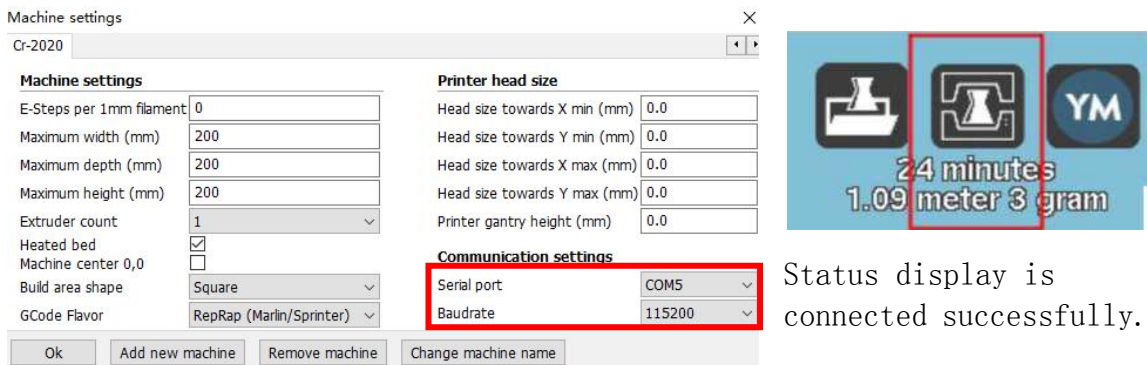 Machine settings
Cr-2020
Machine settings
E-Steps per 1mm filament 0
Maximum width (mm) 200
Maximum depth (mm) 200
Maximum height (mm) 200
Extruder count 1
Heated bed
Machine center 0,0
Build area shape Square
GCode Flavor RepRap (Marlin/Sprinter)
Printer head size
Head size towards X min (mm) 0.0
Head size towards Y min (mm) 0.0
Head size towards X max (mm) 0.0
Head size towards Y max (mm) 0.0
Printer gantry height (mm) 0.0
Communication settings
Serial port COM5
Baudrate 115200
Ok Add new machine Remove machine Change machine name
YM
24 minutes
1.09 meter 3 gram
Status display is
connected successfully.